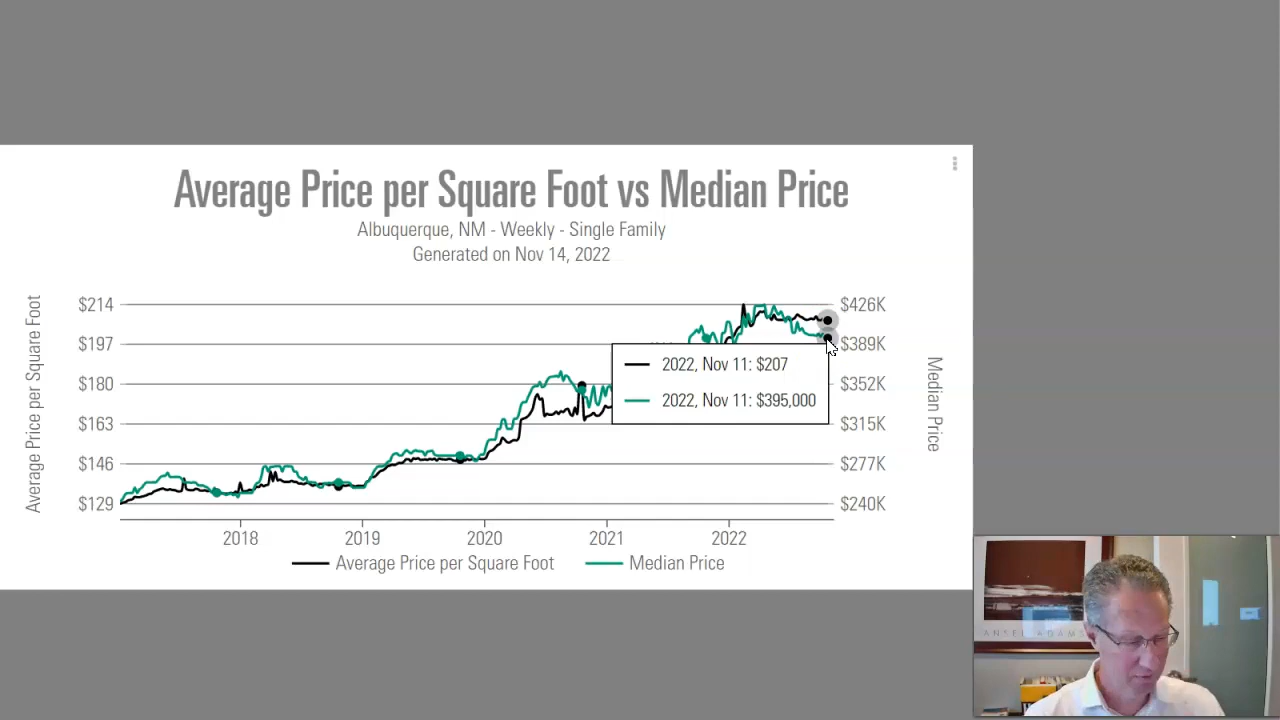 Average Price per Square Foot vs Median Price
Albuquerque, NM - Weekly - Single Family
Generated on Nov 14, 2022
Average Price per Square Foot
$214
$197
$180
$163
$146
$129
$426K
$389K
$352K
$315K
$277K
$240K
Median Price
2022, Nov 11: $207
2022, Nov 11: $395,000
2018
2019
2020
2021
2022
Average Price per Square Foot
Median Price
ANSEL ADAMS